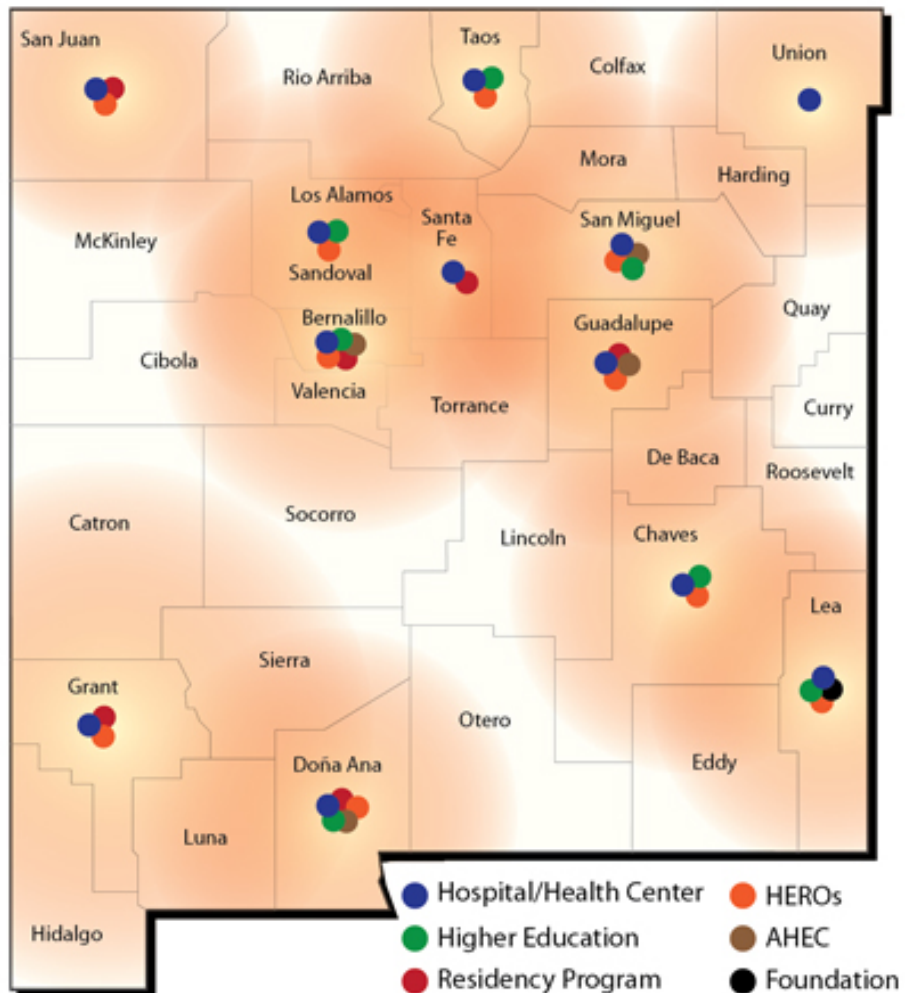 San Juan
Taos
Rio Arriba
Colfax
Union
Mora
Harding
Los Alamos
Santa
Fe
San Miguel
McKinley
Sandoval
Quay
Bernalillo
Guadalupe
Cibola
Valencia
Torrance
Curry
De Baca
Roosevelt
Catron
Socorro
Lincoln
Chaves
Lea
Sierra
Grant
Otero
Doña Ana
Eddy
Luna
Hidalgo
Hospital/Health Center
HEROs
Higher Education
AHEC
Residency Program
Foundation